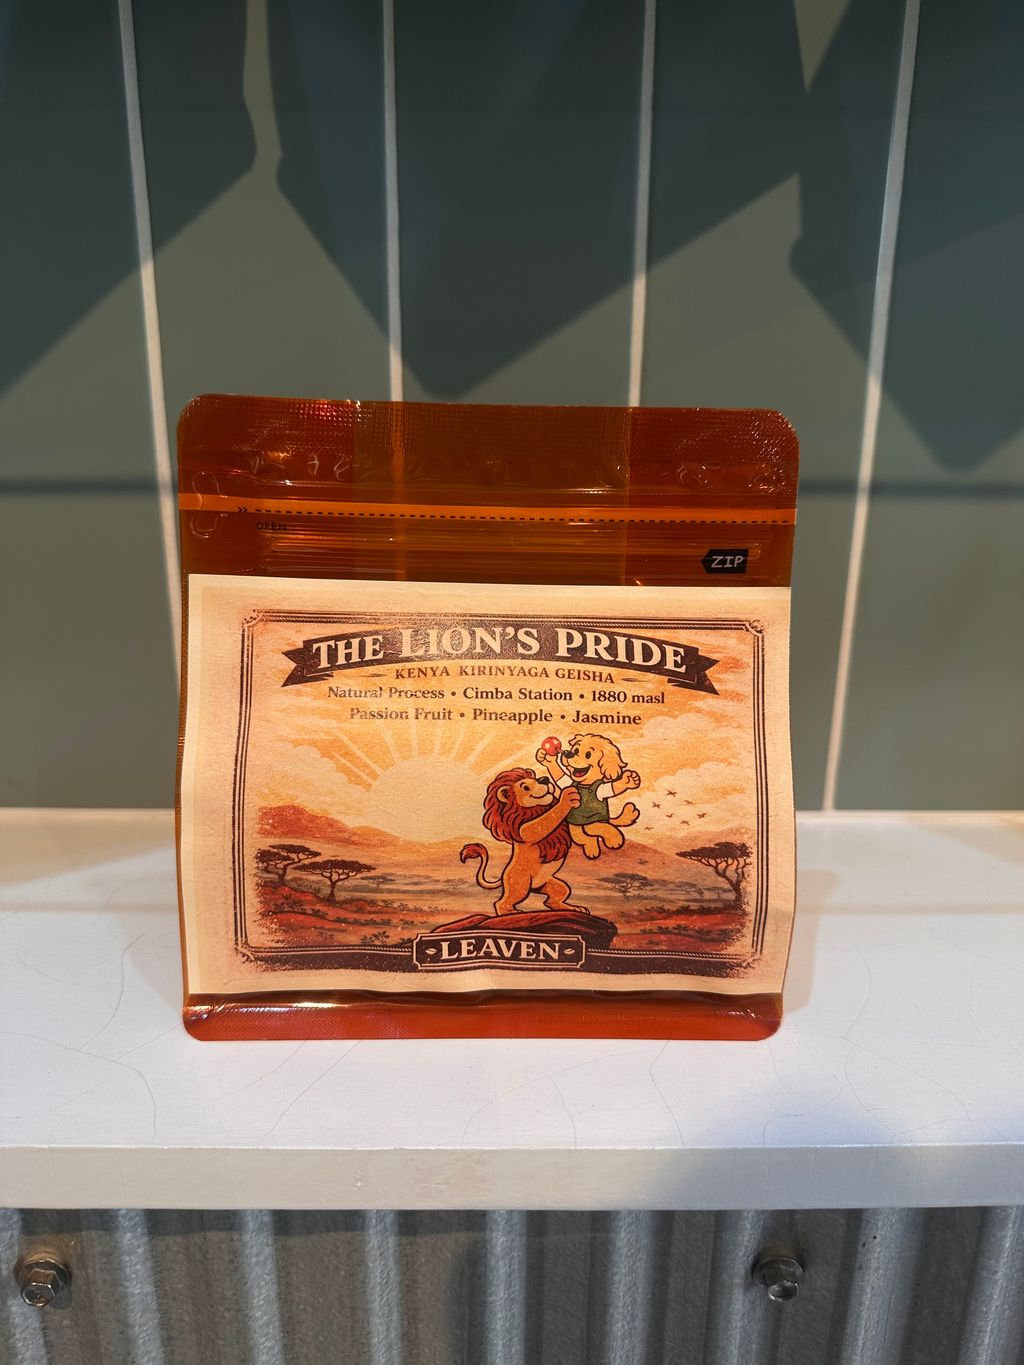 »
OPEN
ZIP
THE LION'S PRIDE
KENYA KIRINYAGA GEISHA
Natural Process • Cimba Station • 1880 masl
Passion Fruit • Pineapple • Jasmine
LEAVEN